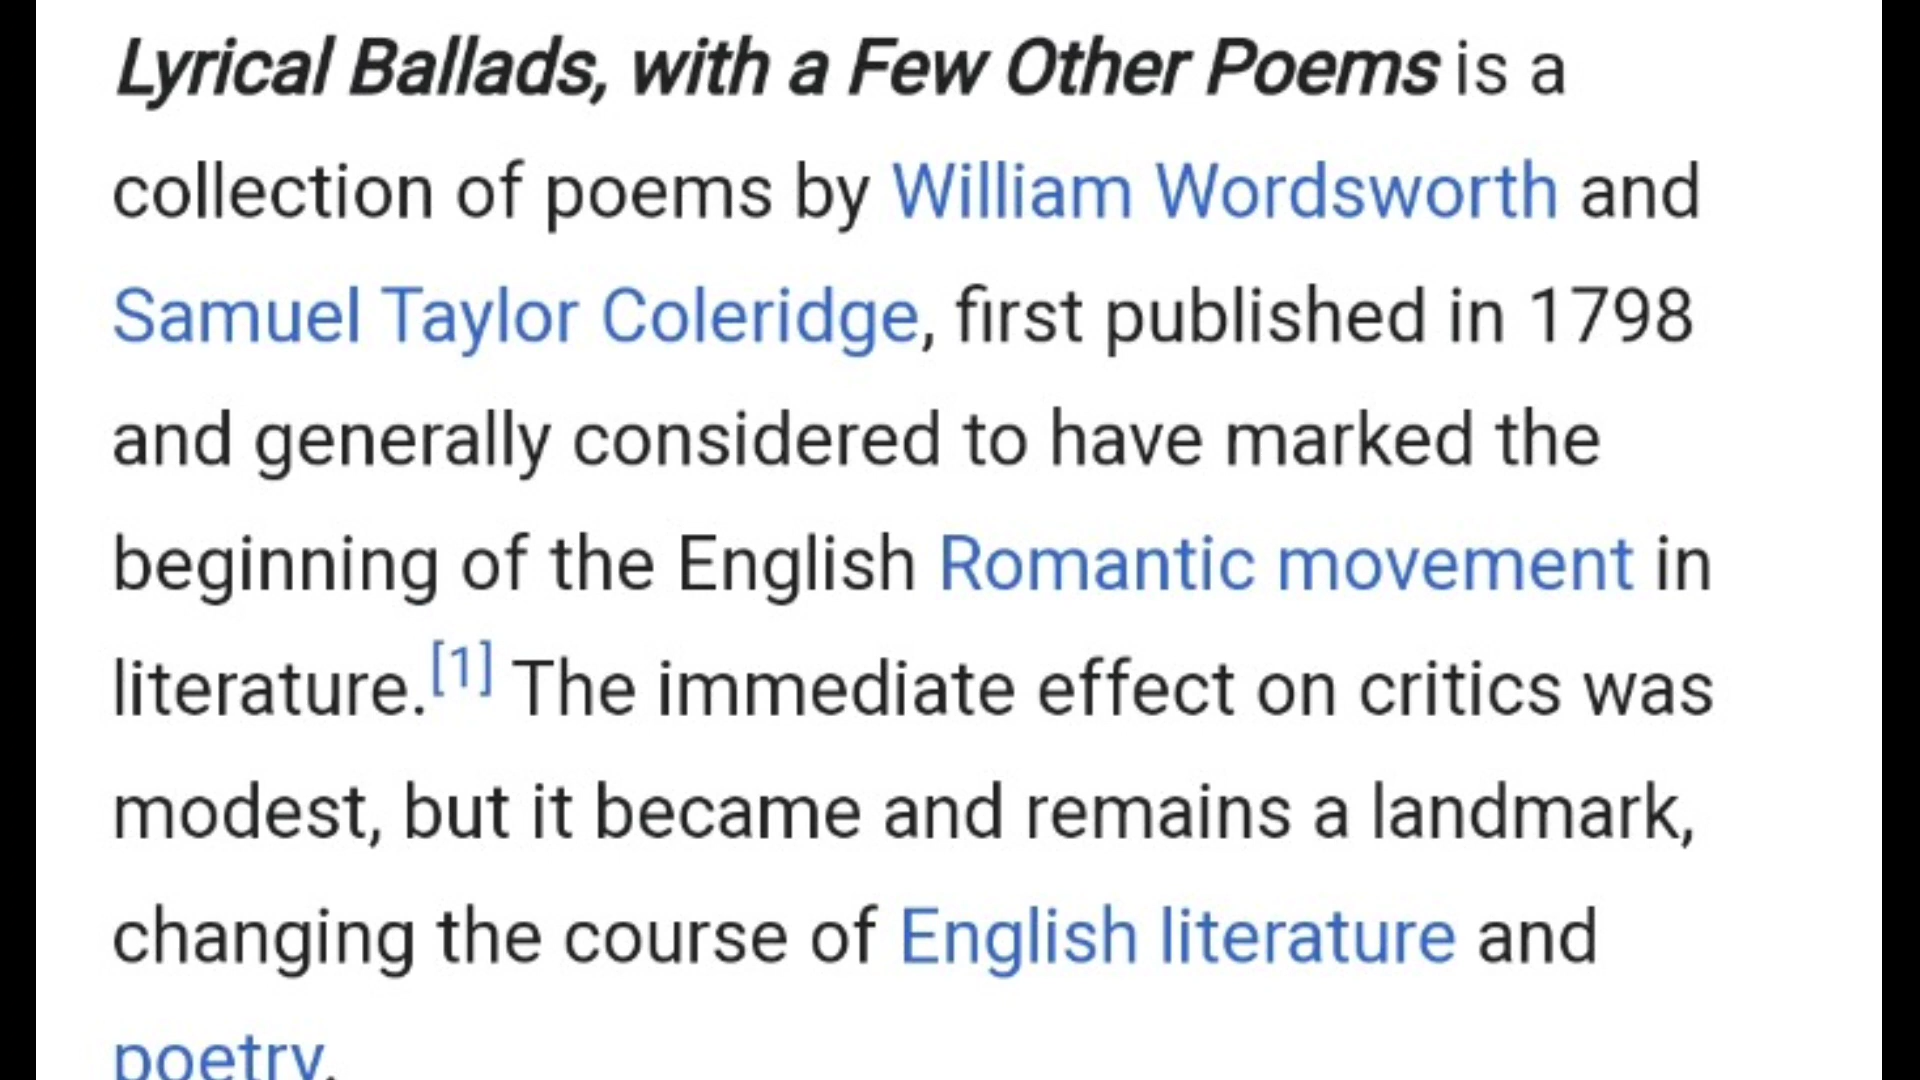 Lyrical Ballads, with a Few Other Poems is a
collection of poems by William Wordsworth and
Samuel Taylor Coleridge, first published in 1798
and generally considered to have marked the
beginning of the English Romantic movement in
literature.[1] The immediate effect on critics was
modest, but it became and remains a landmark,
changing the course of English literature and
poetry.